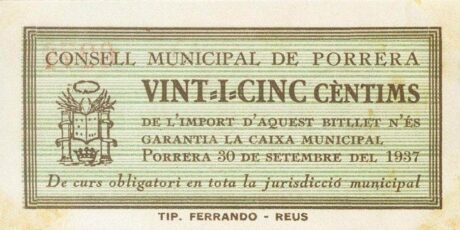 CONSELL MUNICIPAL DE PORRERA
VINT-I-CINC CÈNTIMS
DE L'IMPORT D'AQUEST BITLLET N'ÉS
GARANTIA LA CAIXA MUNICIPAL
PORRERA 30 DE SETEMBRE DEL 1937
De curs obligatori en tota la jurisdicció municipal
TIP. FERRANDO - REUS